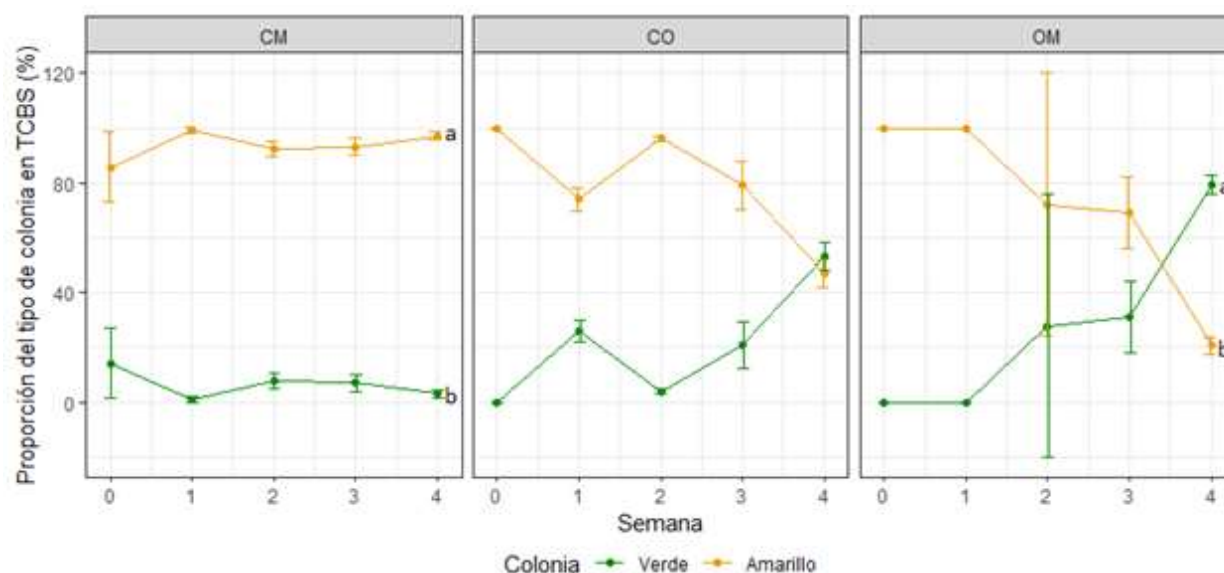 CM
CO
OM
Proporción del tipo de colonia en TCBS (%)
120
80
40
0
a
b
a
b
0 1 2 3 4
0 1 2 3 4
0 1 2 3 4
Semana
Colonia Verde Amarillo